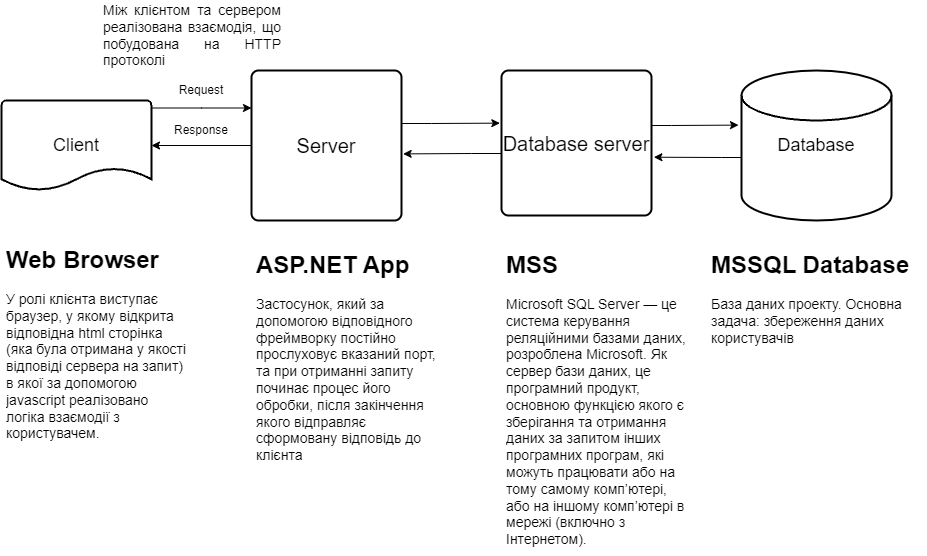 Між клієнтом та сервером
реалізована взаємодія, що
побудована на HTTP
протоколі
Request
Response
Client
Server
Database server
Database
Web Browser
У ролі клієнта виступає
браузер, у якому відкрита
відповідна html сторінка
(яка була отримана у якості
відповіді сервера на запит)
в якої за допомогою
javascript реалізовано
логіка взаємодії з
користувачем.
ASP.NET App
Застосунок, який за
допомогою відповідного
фреймворку постійно
прослуховує вказаний порт,
та при отриманні запиту
починає процес його
обробки, після закінчення
якого відправляє
сформовану відповідь до
клієнта
MSS
Microsoft SQL Server — це
система керування
реляційними базами даних,
розроблена Microsoft. Як
сервер бази даних, це
програмний продукт,
основною функцією якого є
зберігання та отримання
даних за запитом інших
програмних програм, які
можуть працювати або на
тому самому комп’ютері,
або на іншому комп’ютері в
мережі (включно з
Інтернетом).
MSSQL Database
База даних проекту. Основна
задача: збереження даних
користувачів